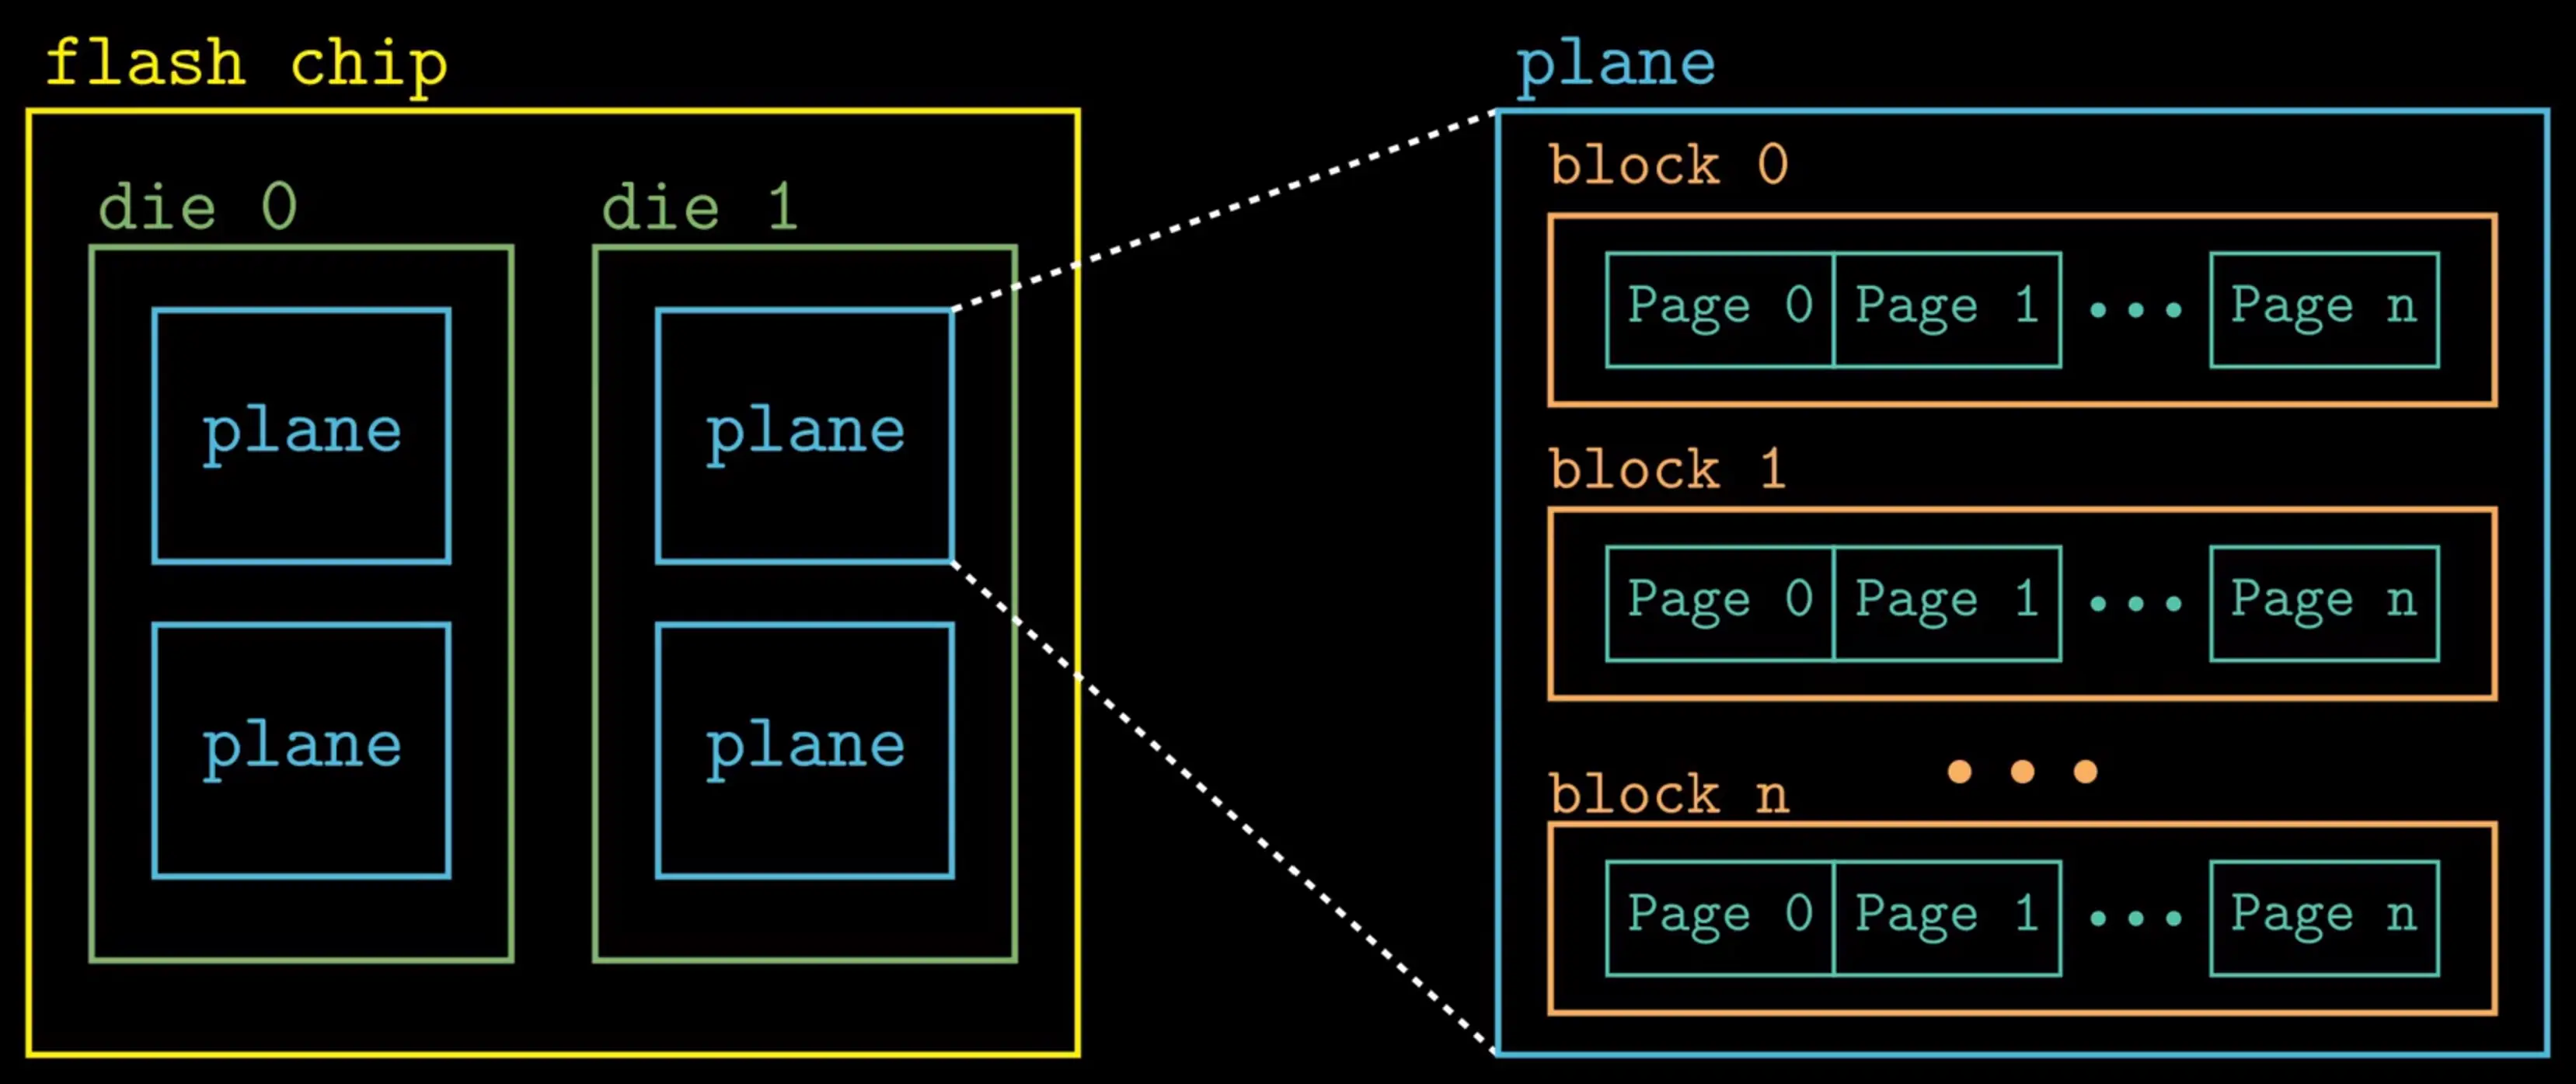 flash chip
die 0
die 1
plane
plane
plane
plane
plane
block 0
Page 0 Page 1 ... Page n
block 1
Page 0 Page 1 ... Page n
...
block n
Page 0 Page 1 ... Page n